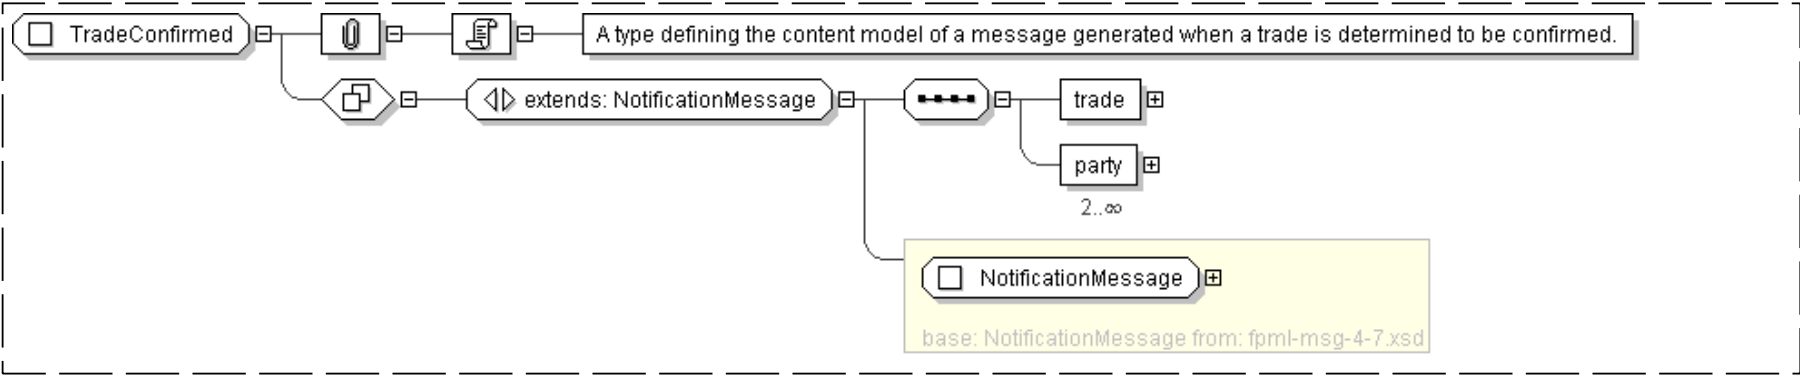 TradeConfirmed
A type defining the content model of a message generated when a trade is determined to be confirmed.
extends: NotificationMessage
trade
party
2..∞
NotificationMessage
base: NotificationMessage from: fpml-msg-4-7.xsd